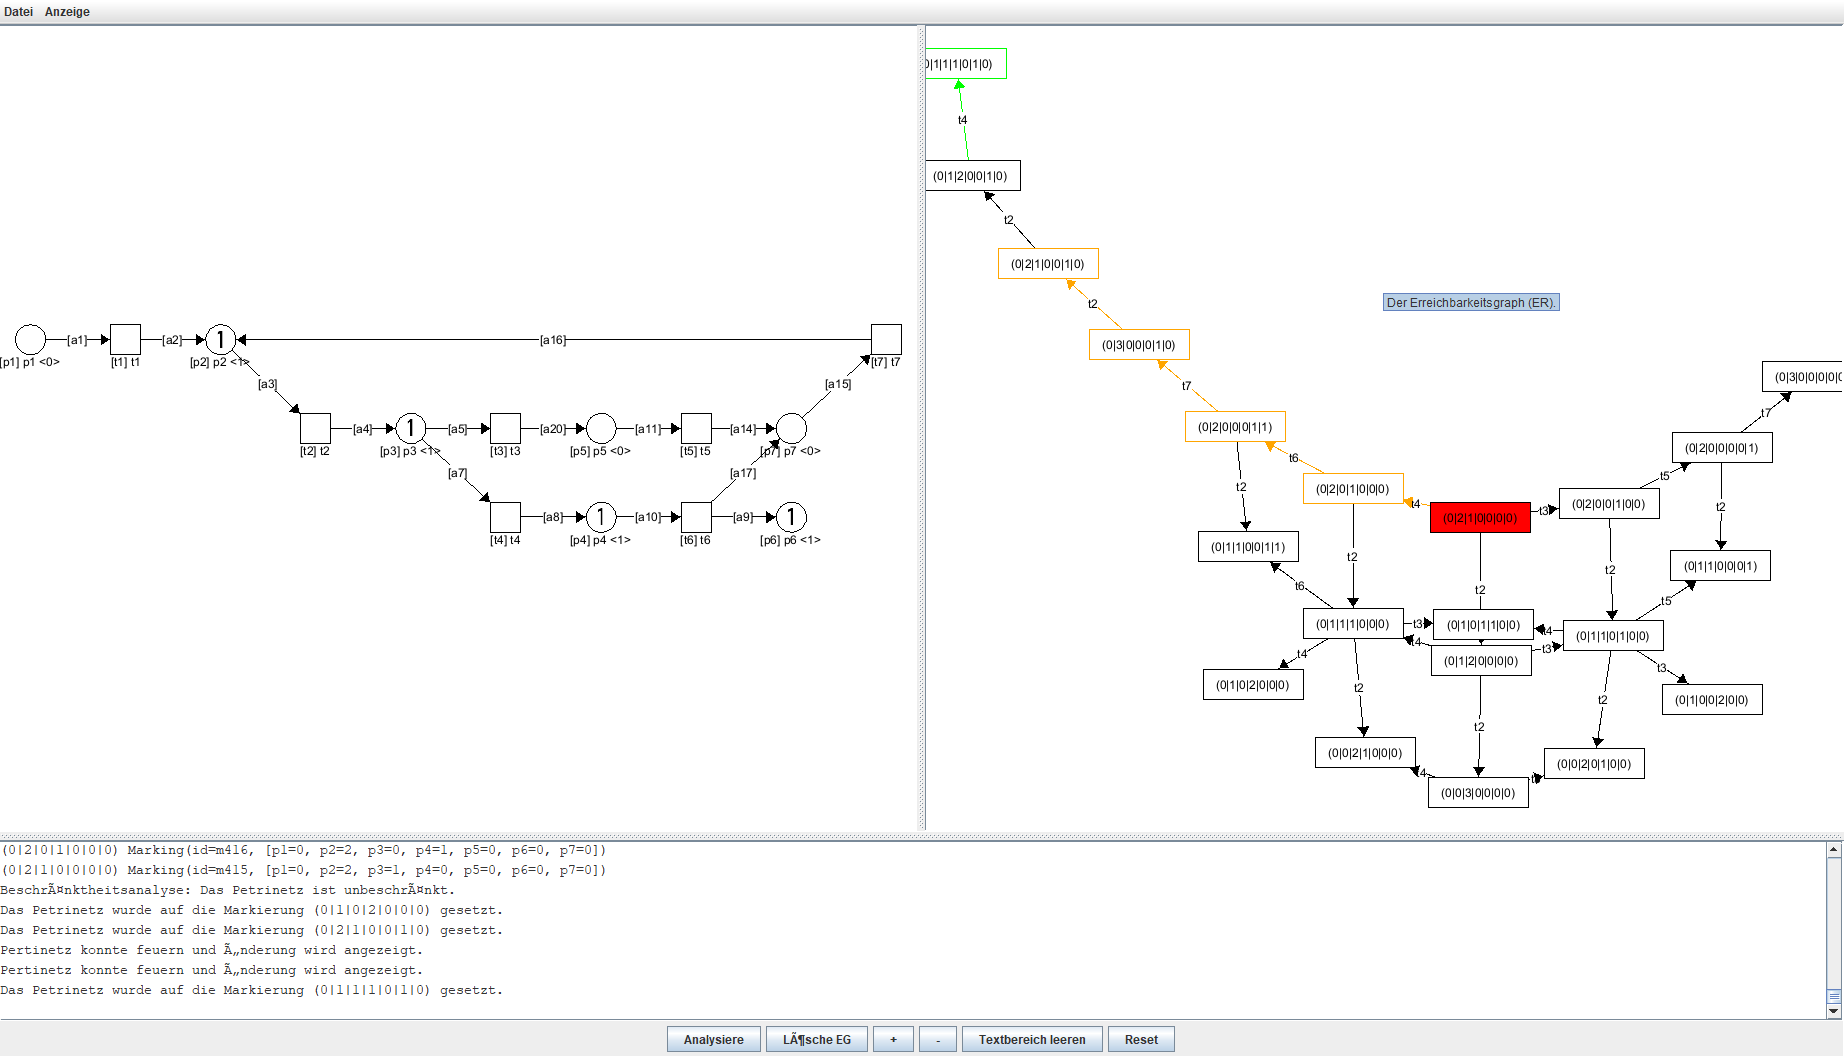 Datei Anzeige
[a1]
[a2]
[a16]
[p1] p1 <0>
[t1] t1
1
[p2] p2 <1>
[t7] t7
[a3]
[a15]
[a4]
1
[a5]
[a20]
[a11]
[a14]
[t2] t2
[p3] p3 <1>
[t3] t3
[p5] p5 <0>
[t5] t5
[p7] p7 <0>
[a7]
[a17]
[a8]
1
[a10]
[a9]
1
[t4] t4
[p4] p4 <1>
[t6] t6
[p6] p6 <1>
0|1|1|1|0|1|0)
t4
(0|1|2|0|0|1|0)
t2
(0|2|1|0|0|1|0)
t2
Der Erreichbarkeitsgraph (ER).
(0|3|0|0|0|1|0)
t7
(0|3|0|0|0|0|0
t7
(0|2|0|0|0|1|1)
(0|2|0|0|0|0|1)
t6
t5
t2
(0|2|0|1|0|0|0)
t4
(0|2|1|0|0|0|0)
t3
(0|2|0|0|1|0|0)
t2
(0|1|1|0|0|1|1)
t2
t2
(0|1|1|0|0|0|1)
t6
t2
t5
(0|1|1|1|0|0|0)
t3
(0|1|0|1|1|0|0)
t4
(0|1|1|0|1|0|0)
t4
t4
(0|1|2|0|0|0|0)
t3
t3
(0|1|0|2|0|0|0)
t2
t2
(0|1|0|0|2|0|0)
t2
(0|0|2|1|0|0|0)
t4
(0|0|3|0|0|0|0)
(0|0|2|0|1|0|0)
(0|2|0|1|0|0|0) Marking(id=m416, [p1=0, p2=2, p3=0, p4=1, p5=0, p6=0, p7=0])
(0|2|1|0|0|0|0) Marking(id=m415, [p1=0, p2=2, p3=1, p4=0, p5=0, p6=0, p7=0])
BeschrÃ¤nktheitsanalyse: Das Petrinetz ist unbeschrÃ¤nkt.
Das Petrinetz wurde auf die Markierung (0|1|0|2|0|0|0) gesetzt.
Das Petrinetz wurde auf die Markierung (0|2|1|0|0|1|0) gesetzt.
Pertinetz konnte feuern und Ã„nderung wird angezeigt.
Pertinetz konnte feuern und Ã„nderung wird angezeigt.
Das Petrinetz wurde auf die Markierung (0|1|1|1|0|1|0) gesetzt.
Analysiere LÃ¶sche EG + - Textbereich leeren Reset